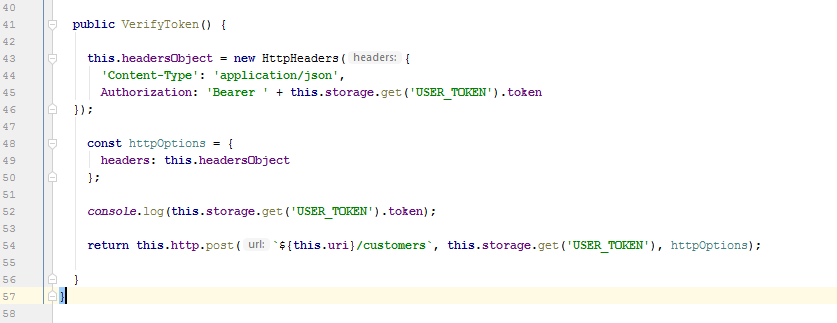 40
41 public VerifyToken() {
42
43 this.headersObject = new HttpHeaders( headers: {
44 'Content-Type': 'application/json',
45 Authorization: 'Bearer ' + this.storage.get('USER_TOKEN').token
46 });
47
48 const httpOptions = {
49 headers: this.headersObject
50 };
51
52 console.log(this.storage.get('USER_TOKEN').token);
53
54 return this.http.post( url: `${this.uri}/customers`, this.storage.get('USER_TOKEN'), httpOptions);
55
56 }
57 }
58